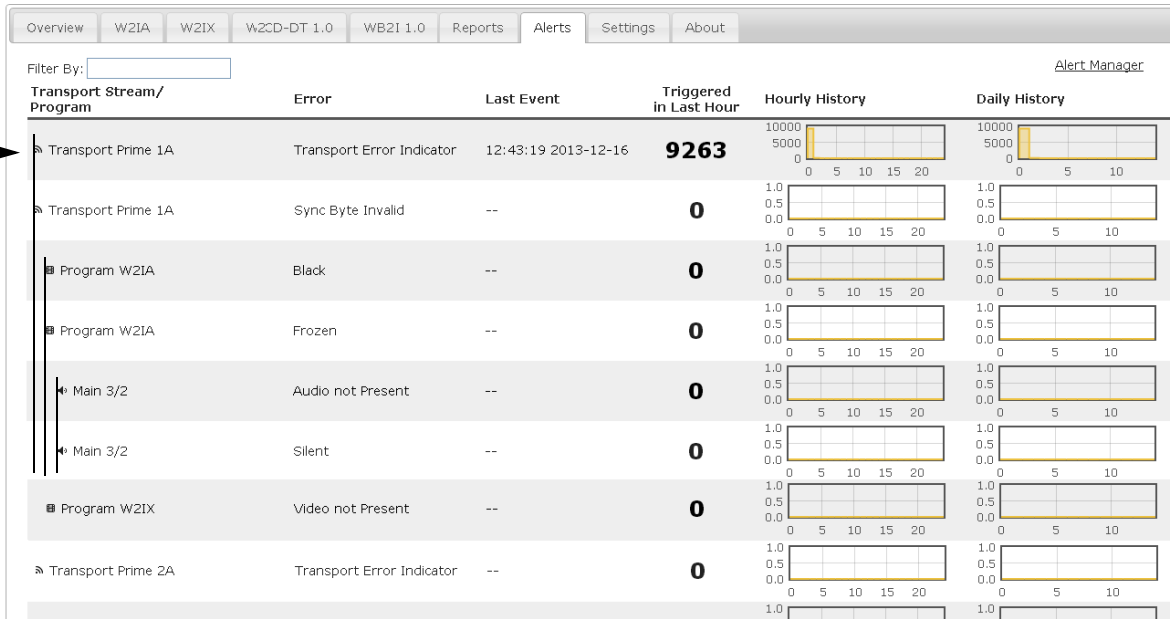 Overview W2IA W2IX W2CD-DT 1.0 WB2I 1.0 Reports Alerts Settings About
Filter By: Alert Manager
Transport Stream/
Program Error Last Event Triggered
in Last Hour Hourly History Daily History
Transport Prime 1A Transport Error Indicator 12:43:19 2013-12-16 9263
10000 10000
5000 5000
0 0
0 5 10 15 20 0 5 10
Transport Prime 1A Sync Byte Invalid -- 0
1.0 1.0
0.5 0.5
0.0 0.0
0 5 10 15 20 0 5 10
Program W2IA Black -- 0
1.0 1.0
0.5 0.5
0.0 0.0
0 5 10 15 20 0 5 10
Program W2IA Frozen -- 0
1.0 1.0
0.5 0.5
0.0 0.0
0 5 10 15 20 0 5 10
Main 3/2 Audio not Present -- 0
1.0 1.0
0.5 0.5
0.0 0.0
0 5 10 15 20 0 5 10
Main 3/2 Silent -- 0
1.0 1.0
0.5 0.5
0.0 0.0
0 5 10 15 20 0 5 10
Program W2IX Video not Present -- 0
1.0 1.0
0.5 0.5
0.0 0.0
0 5 10 15 20 0 5 10
Transport Prime 2A Transport Error Indicator -- 0
1.0 1.0
0.5 0.5
0.0 0.0
0 5 10 15 20 0 5 10
1.0 1.0